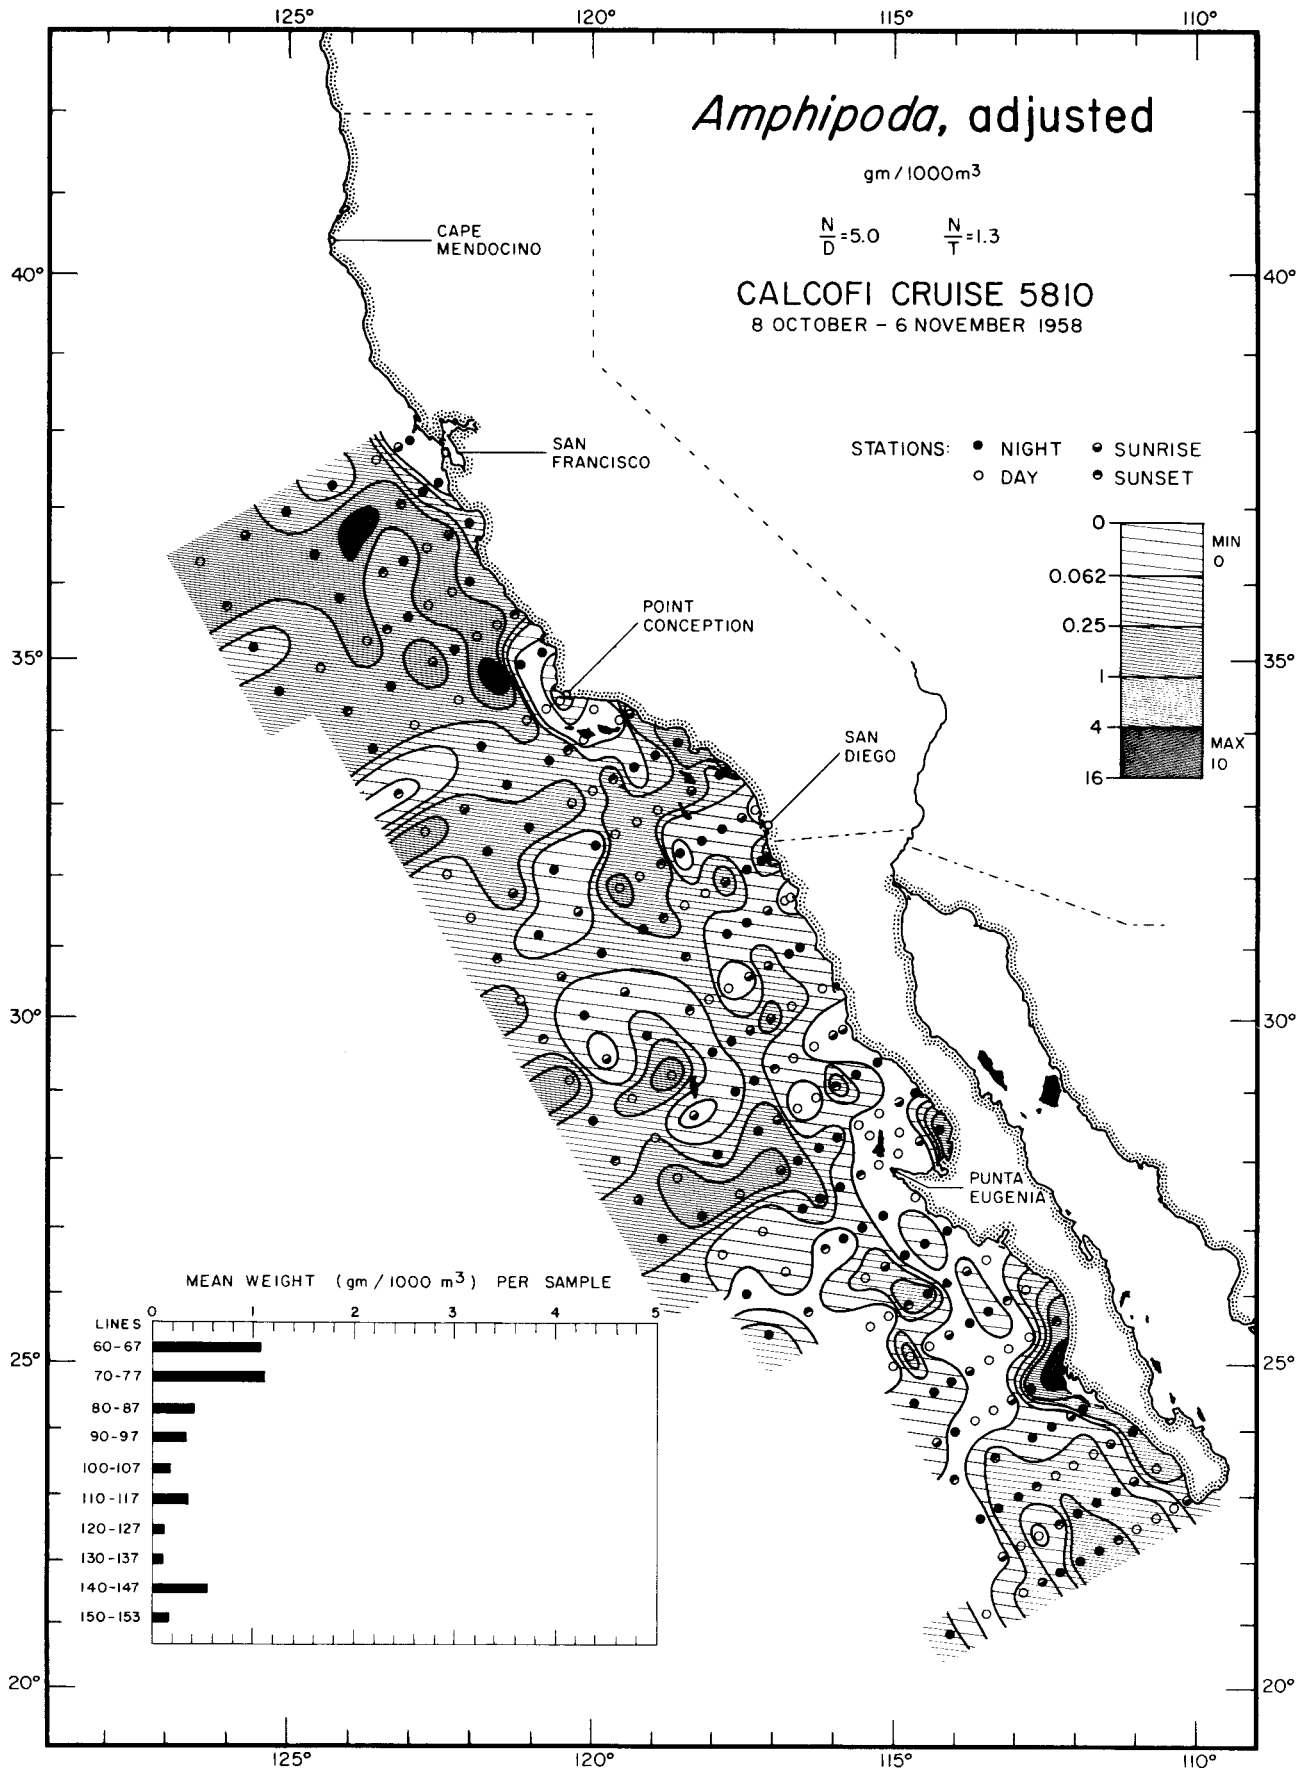 125° 120° 115° 110°
Amphipoda, adjusted
gm/1000m³
N/D=5.0 N/T=1.3
CALCOFI CRUISE 5810
8 OCTOBER – 6 NOVEMBER 1958
CAPE
MENDOCINO
40° 40°
STATIONS: NIGHT SUNRISE
DAY SUNSET
SAN
FRANCISCO
0
MIN
0
0.062
0.25
1
4
MAX
10
16
POINT
CONCEPTION
35° 35°
SAN
DIEGO
30° 30°
PUNTA
EUGENIA
MEAN WEIGHT (gm/1000 m³) PER SAMPLE
0 1 2 3 4 5
LINES
60-67
70-77
80-87
90-97
100-107
110-117
120-127
130-137
140-147
150-153
25° 25°
20° 20°
125° 120° 115° 110°